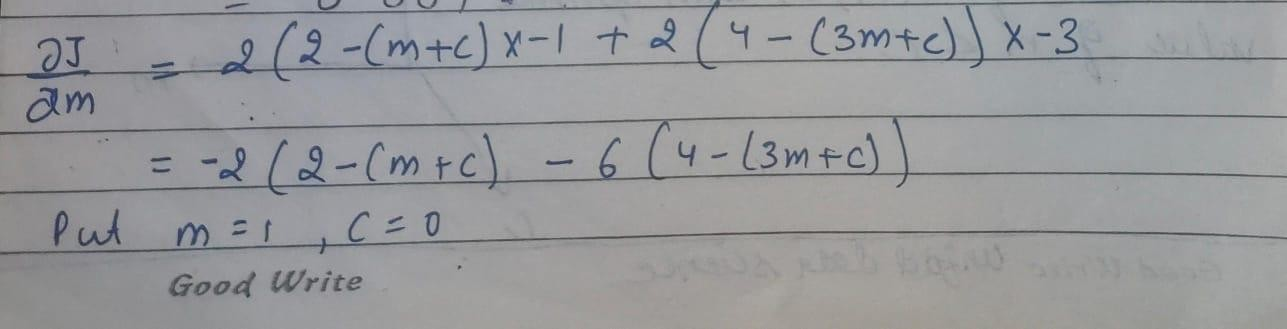 ∂J/∂m = 2(2-(m+c) x-1 + 2(4-(3m+c)) x-3
= -2(2-(m+c) - 6(4-(3m+c))
Put m=1, C=0
Good Write